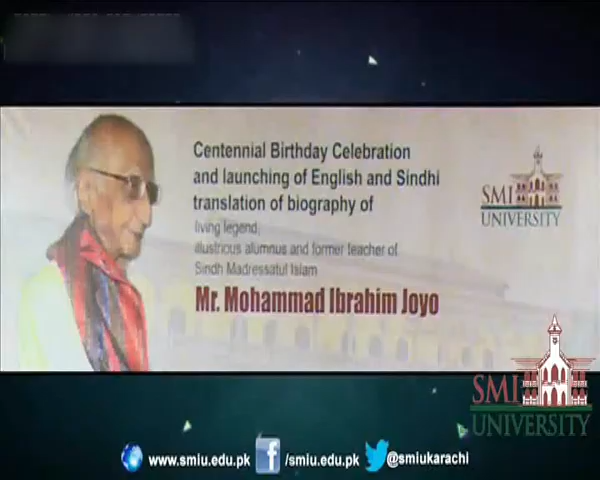 Centennial Birthday Celebration
and launching of English and Sindhi
translation of biography of
living legend,
illustrious alumnus and former teacher of
Sindh Madressatul Islam
Mr. Mohammad Ibrahim Joyo
SMI
UNIVERSITY
SMI
UNIVERSITY
www.smiu.edu.pk f /smiu.edu.pk @smiukarachi